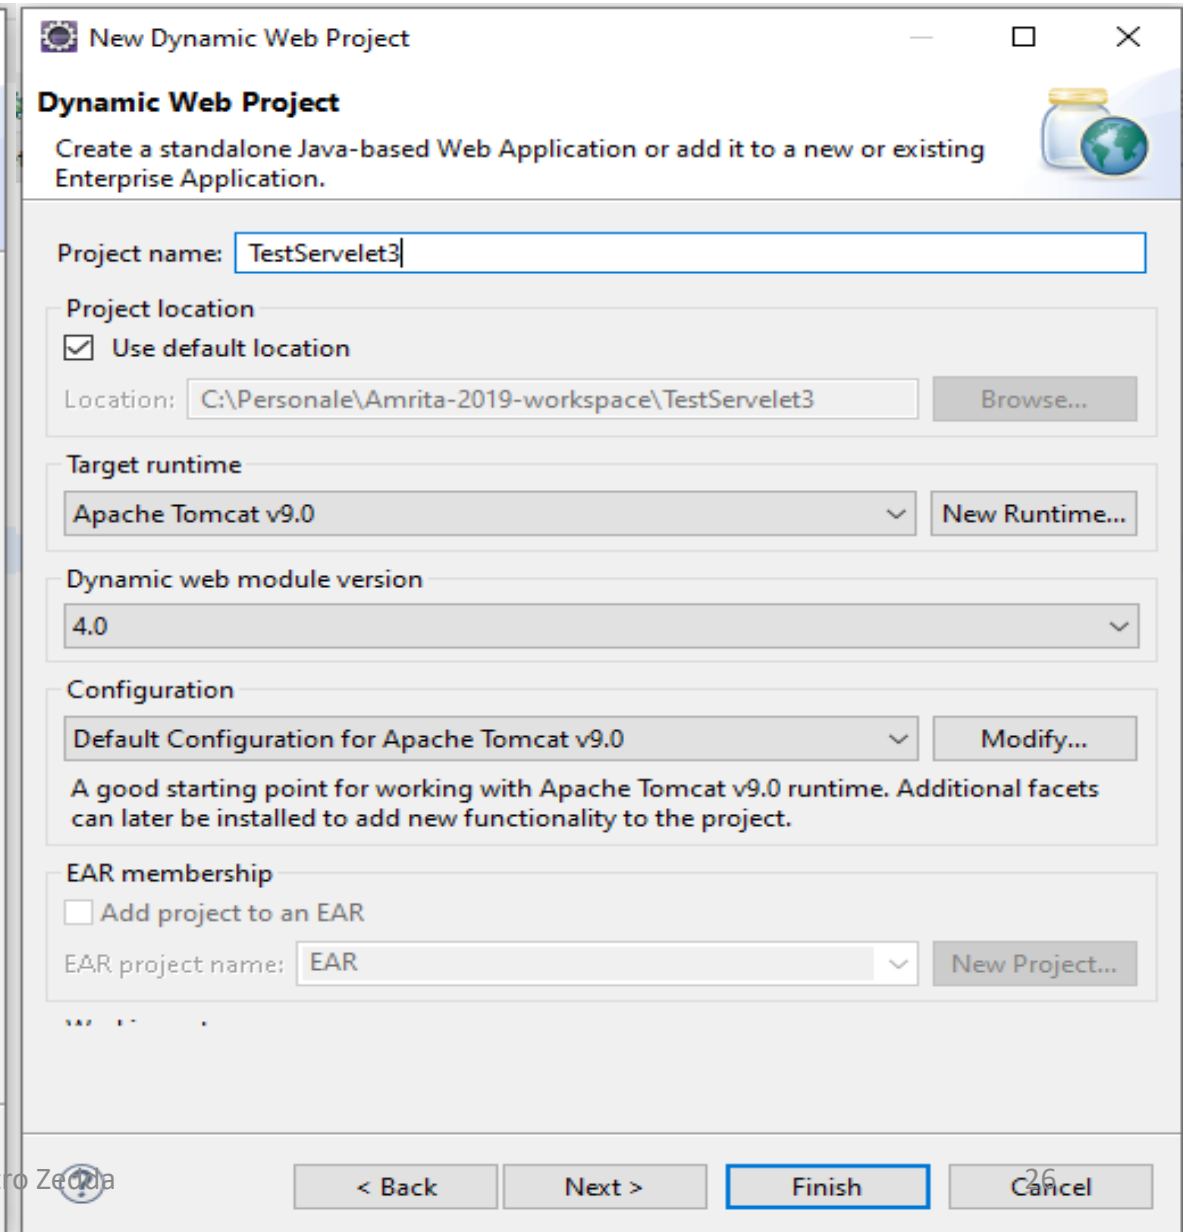 New Dynamic Web Project
Dynamic Web Project
Create a standalone Java-based Web Application or add it to a new or existing
Enterprise Application.
Project name: TestServelet3
Project location
Use default location
Location: C:\Personale\Amrita-2019-workspace\TestServelet3 Browse...
Target runtime
Apache Tomcat v9.0 New Runtime...
Dynamic web module version
4.0
Configuration
Default Configuration for Apache Tomcat v9.0 Modify...
A good starting point for working with Apache Tomcat v9.0 runtime. Additional facets
can later be installed to add new functionality to the project.
EAR membership
Add project to an EAR
EAR project name: EAR New Project...
ro Zedda ? < Back Next > Finish Cancel 26